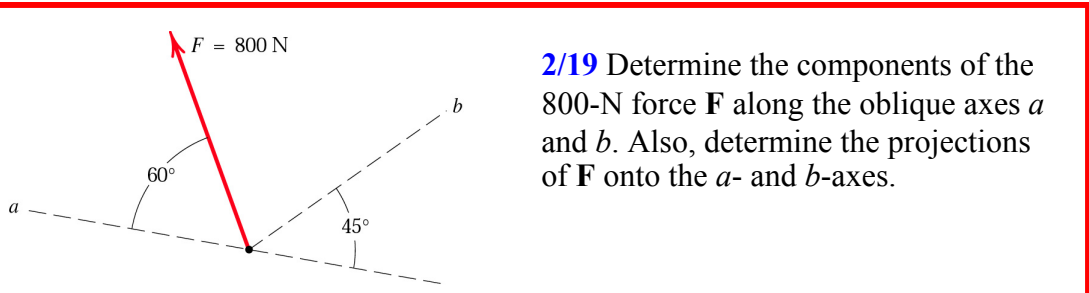 F = 800 N
b
60°
a
45°
2/19 Determine the components of the
800-N force F along the oblique axes a
and b. Also, determine the projections
of F onto the a- and b-axes.